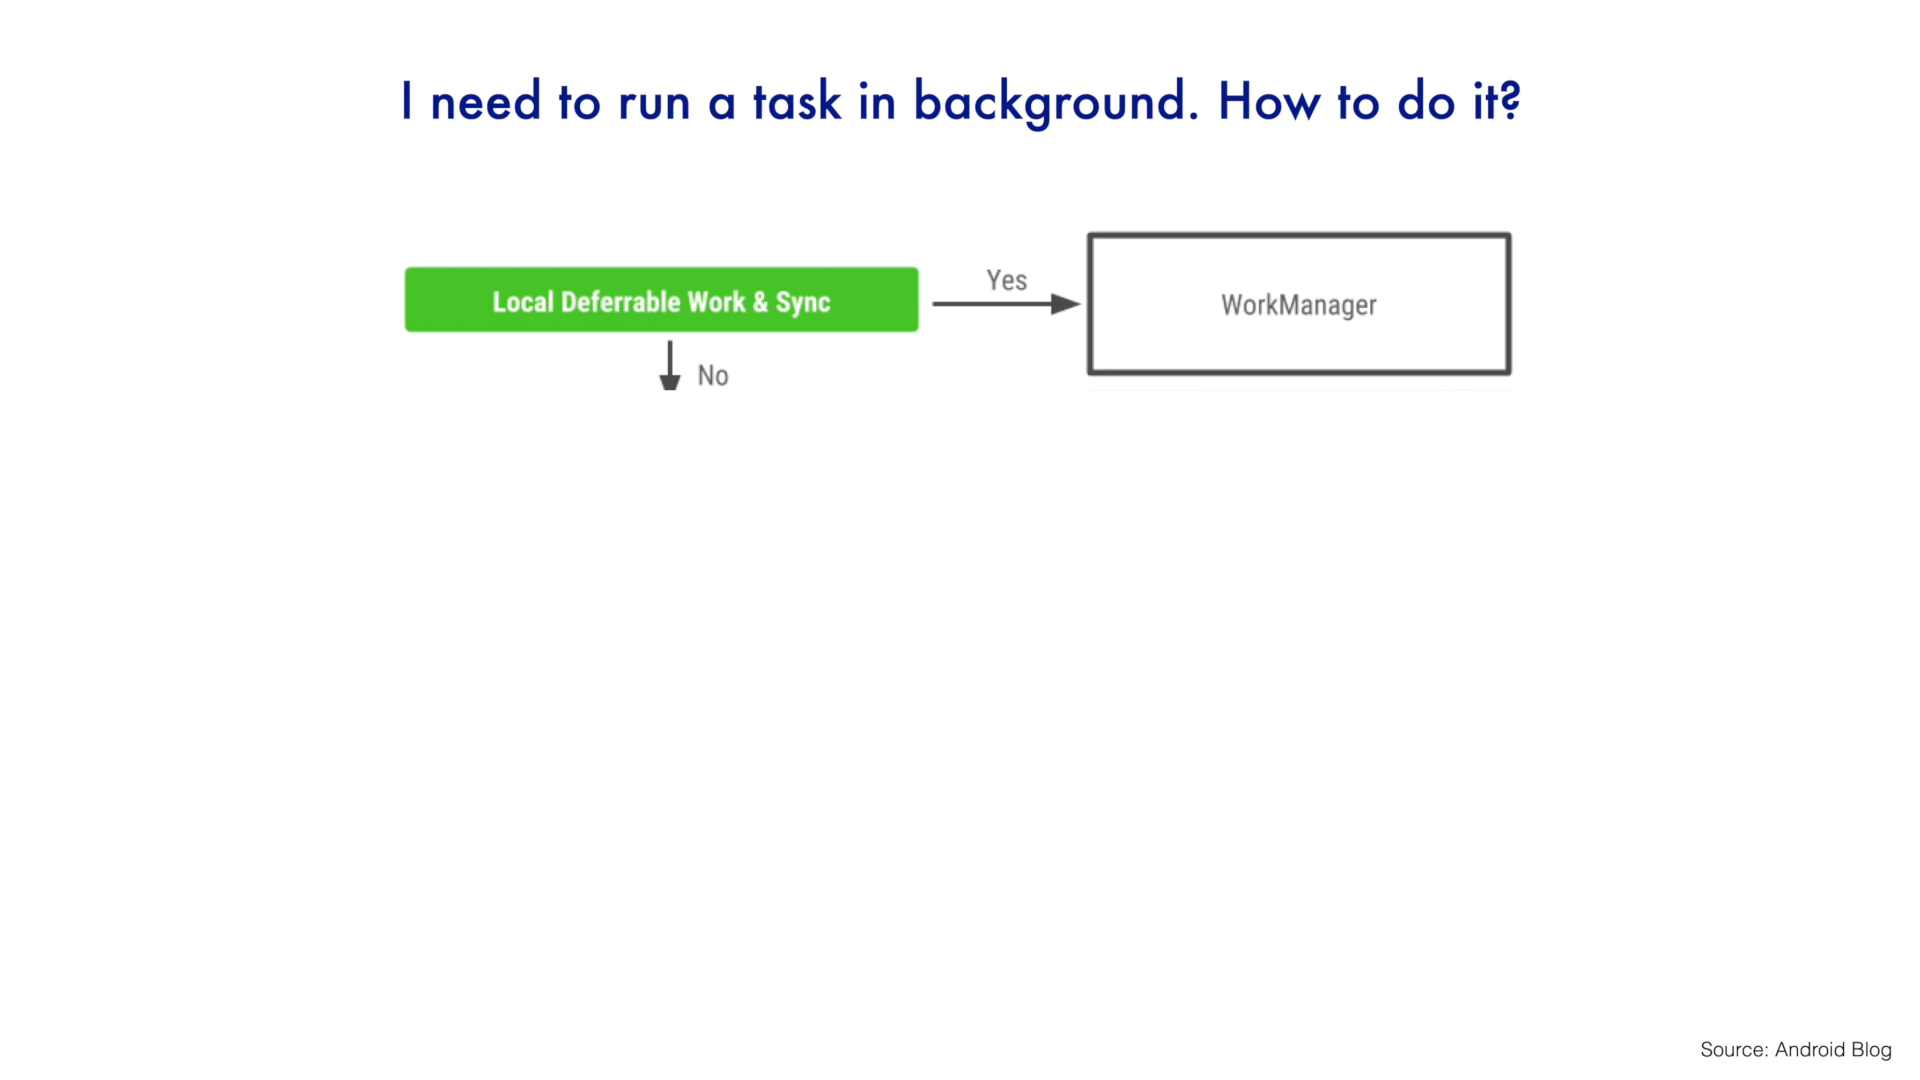 I need to run a task in background. How to do it?
Local Deferrable Work & Sync
Yes
WorkManager
No
Source: Android Blog